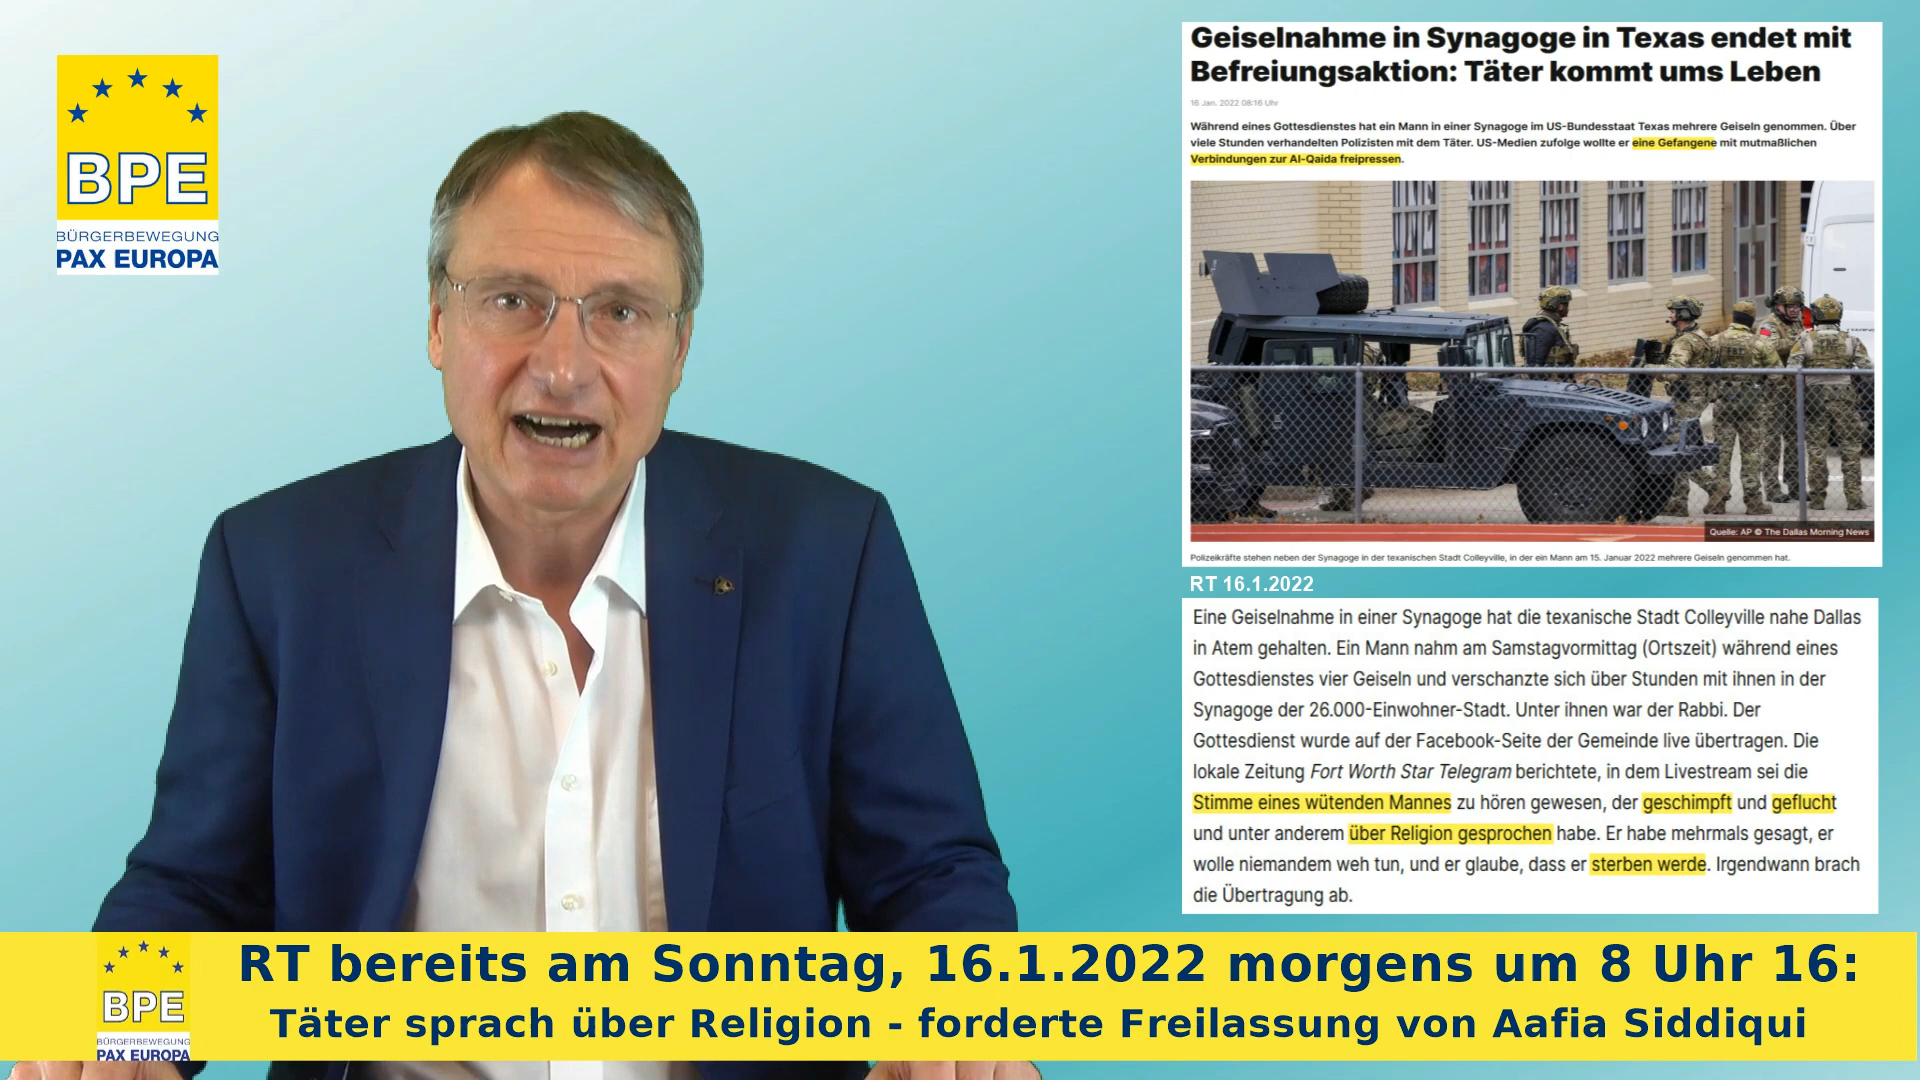 BPE
BÜRGERBEWEGUNG
PAX EUROPA
Geiselnahme in Synagoge in Texas endet mit
Befreiungsaktion: Täter kommt ums Leben
16 Jan. 2022 08:16 Uhr
Während eines Gottesdienstes hat ein Mann in einer Synagoge im US-Bundesstaat Texas mehrere Geiseln genommen. Über
viele Stunden verhandelten Polizisten mit dem Täter. US-Medien zufolge wollte er eine Gefangene mit mutmaßlichen
Verbindungen zur Al-Qaida freipressen.
Quelle: AP © The Dallas Morning News
Polizeikräfte stehen neben der Synagoge in der texanischen Stadt Colleyville, in der ein Mann am 15. Januar 2022 mehrere Geiseln genommen hat.
RT 16.1.2022
Eine Geiselnahme in einer Synagoge hat die texanische Stadt Colleyville nahe Dallas
in Atem gehalten. Ein Mann nahm am Samstagvormittag (Ortszeit) während eines
Gottesdienstes vier Geiseln und verschanzte sich über Stunden mit ihnen in der
Synagoge der 26.000-Einwohner-Stadt. Unter ihnen war der Rabbi. Der
Gottesdienst wurde auf der Facebook-Seite der Gemeinde live übertragen. Die
lokale Zeitung Fort Worth Star Telegram berichtete, in dem Livestream sei die
Stimme eines wütenden Mannes zu hören gewesen, der geschimpft und geflucht
und unter anderem über Religion gesprochen habe. Er habe mehrmals gesagt, er
wolle niemandem weh tun, und er glaube, dass er sterben werde. Irgendwann brach
die Übertragung ab.
BPE
BÜRGERBEWEGUNG
PAX EUROPA
RT bereits am Sonntag, 16.1.2022 morgens um 8 Uhr 16:
Täter sprach über Religion - forderte Freilassung von Aafia Siddiqui